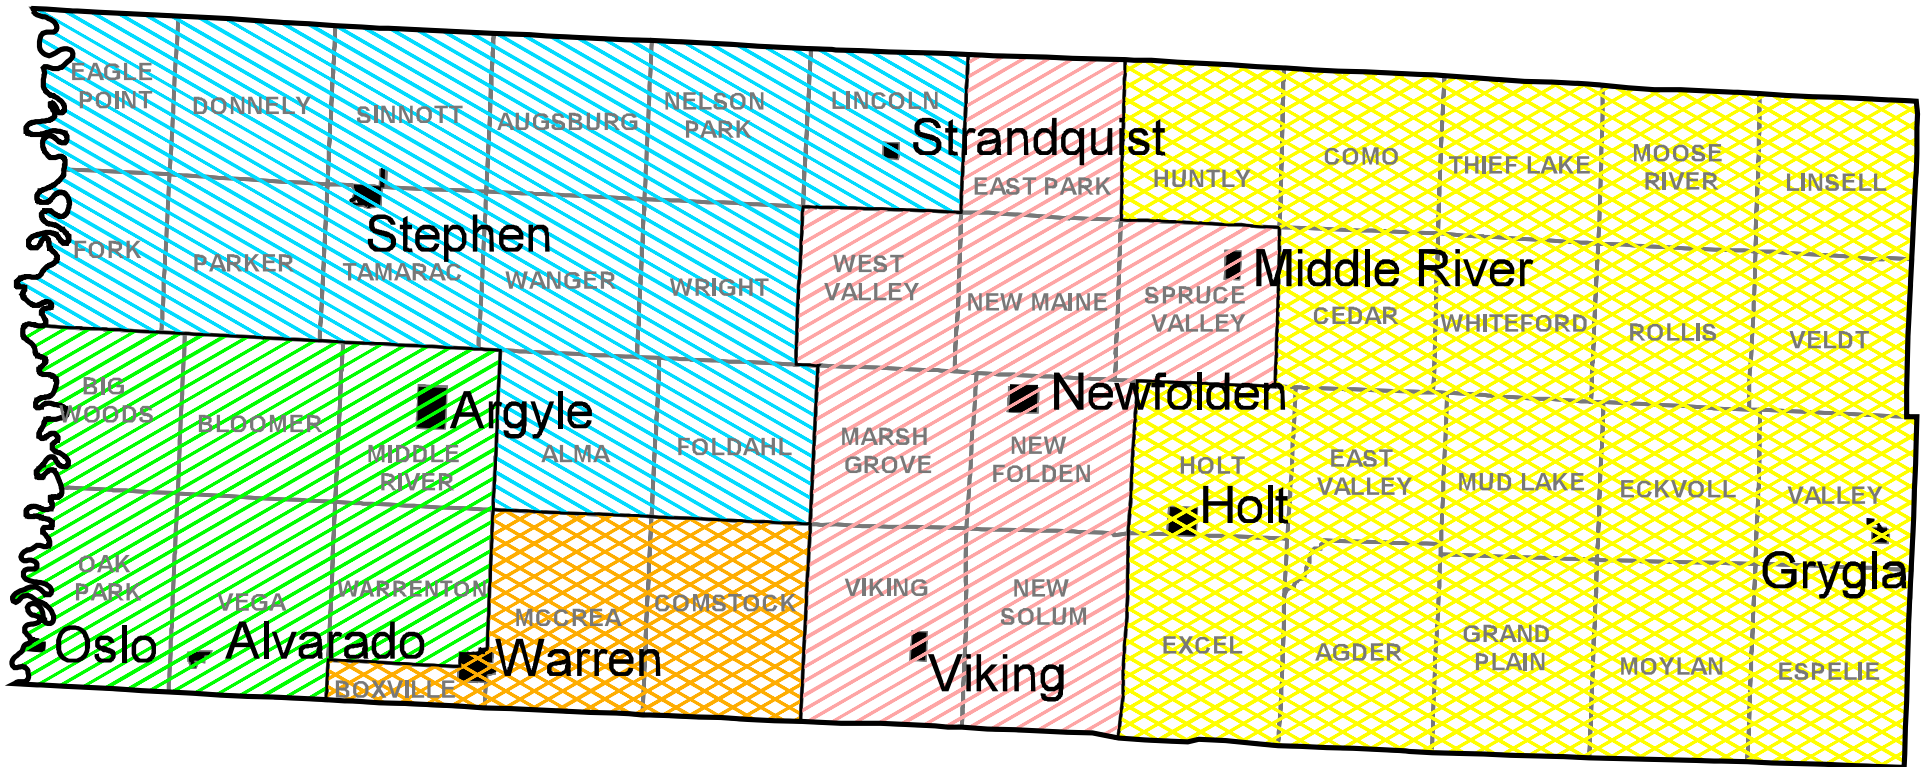 EAGLE
POINT
DONNELY
SINNOTT
AUGSBURG
NELSON
PARK
LINCOLN
Strandquist
EAST PARK
HUNTLY
COMO
THIEF LAKE
MOOSE
RIVER
LINSELL
FORK
PARKER
Stephen
TAMARAC
WANGER
WRIGHT
WEST
VALLEY
NEW MAINE
SPRUCE
VALLEY
Middle River
CEDAR
WHITEFORD
ROLLIS
VELDT
BIG
WOODS
BLOOMER
Argyle
MIDDLE
RIVER
ALMA
FOLDAHL
MARSH
GROVE
Newfolden
NEW
FOLDEN
HOLT
Holt
EAST
VALLEY
MUD LAKE
ECKVOLL
VALLEY
Grygla
OAK
PARK
VEGA
WARRENTON
MCCREA
COMSTOCK
VIKING
NEW
SOLUM
EXCEL
AGDER
GRAND
PLAIN
MOYLAN
ESPELIE
Oslo
Alvarado
Warren
BOXVILLE
Viking